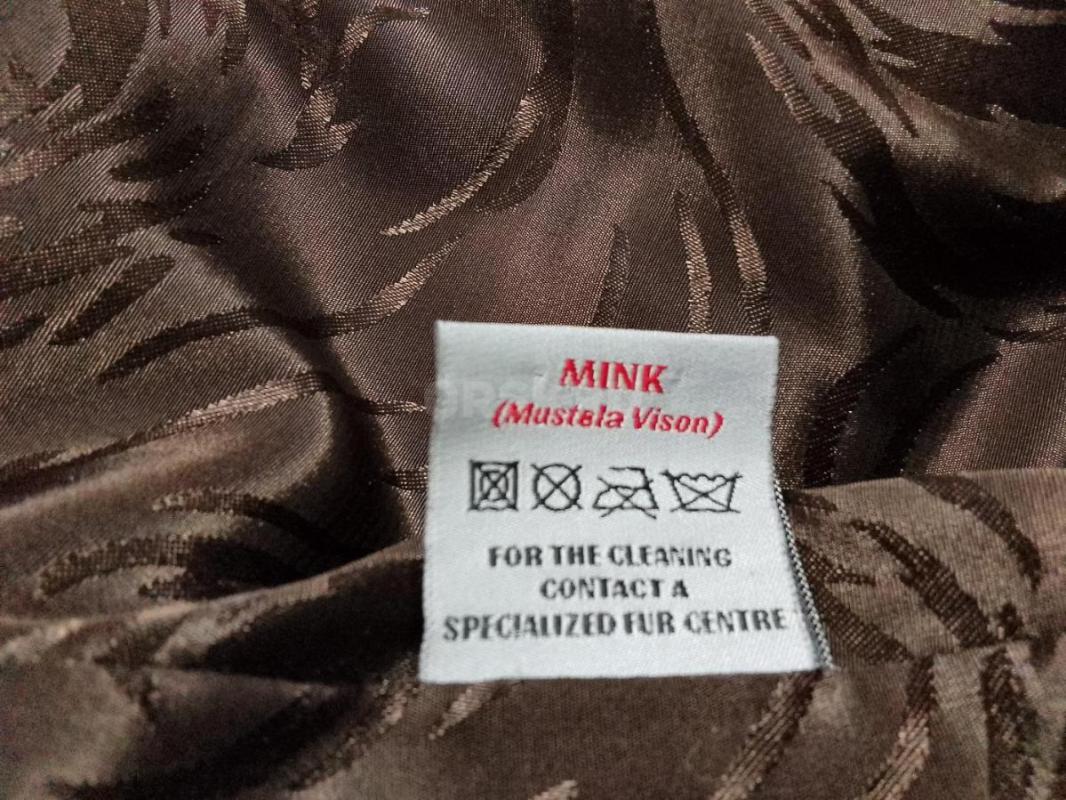 MINK
(Mustela Vison)
FOR THE CLEANING
CONTACT A
SPECIALIZED FUR CENTRE